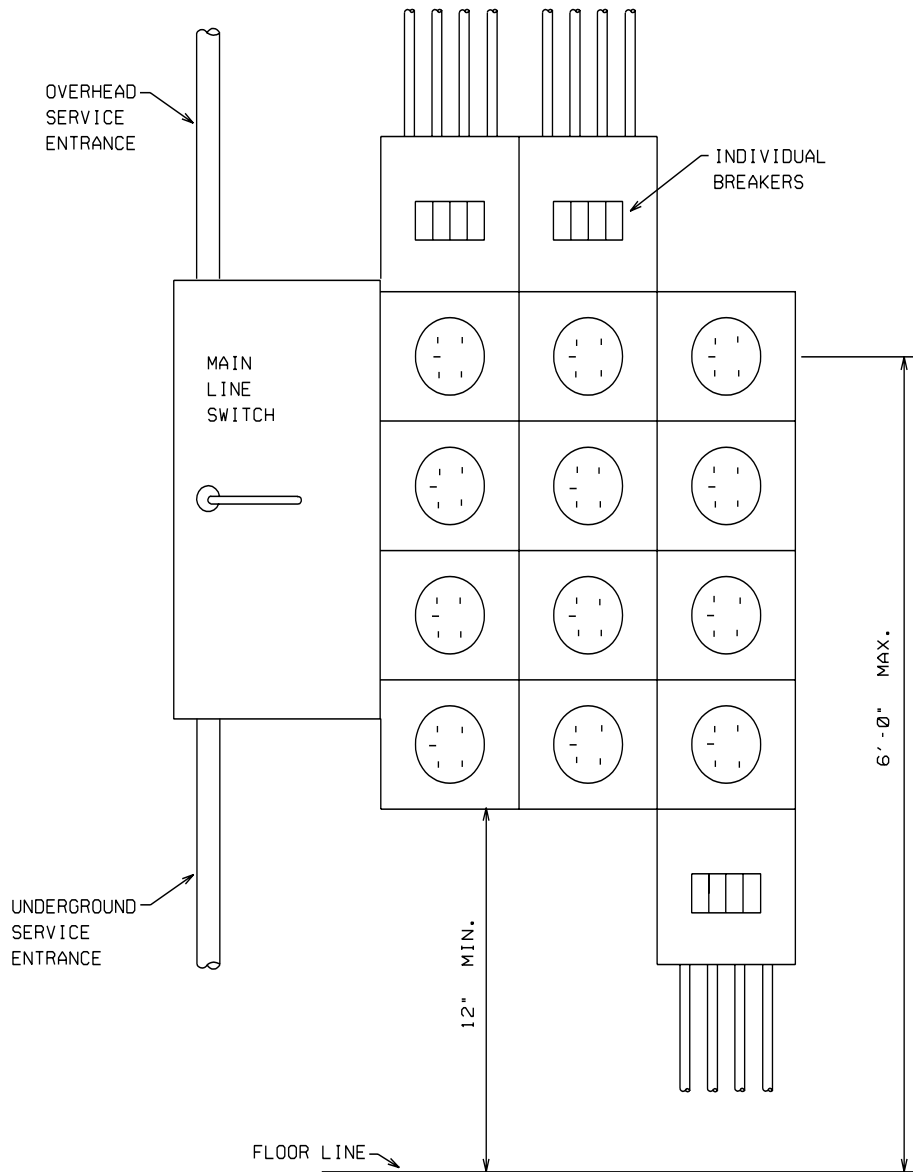 OVERHEAD
SERVICE
ENTRANCE
INDIVIDUAL
BREAKERS
MAIN
LINE
SWITCH
6'-0" MAX.
UNDERGROUND
SERVICE
ENTRANCE
12" MIN.
FLOOR LINE